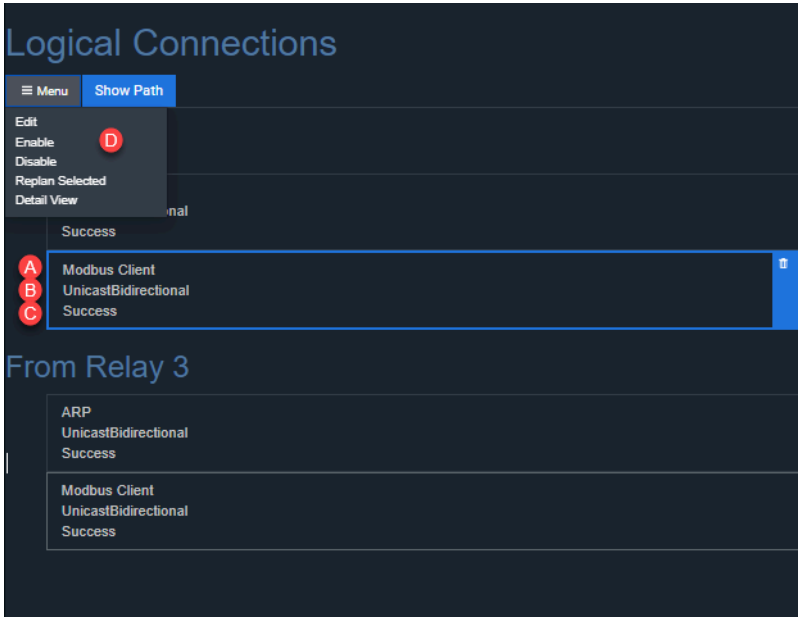 Logical Connections
Menu Show Path
Edit
Enable D
Disable
Replan Selected
Detail View
nal
Success
A Modbus Client
B UnicastBidirectional
C Success
From Relay 3
ARP
UnicastBidirectional
Success
Modbus Client
UnicastBidirectional
Success